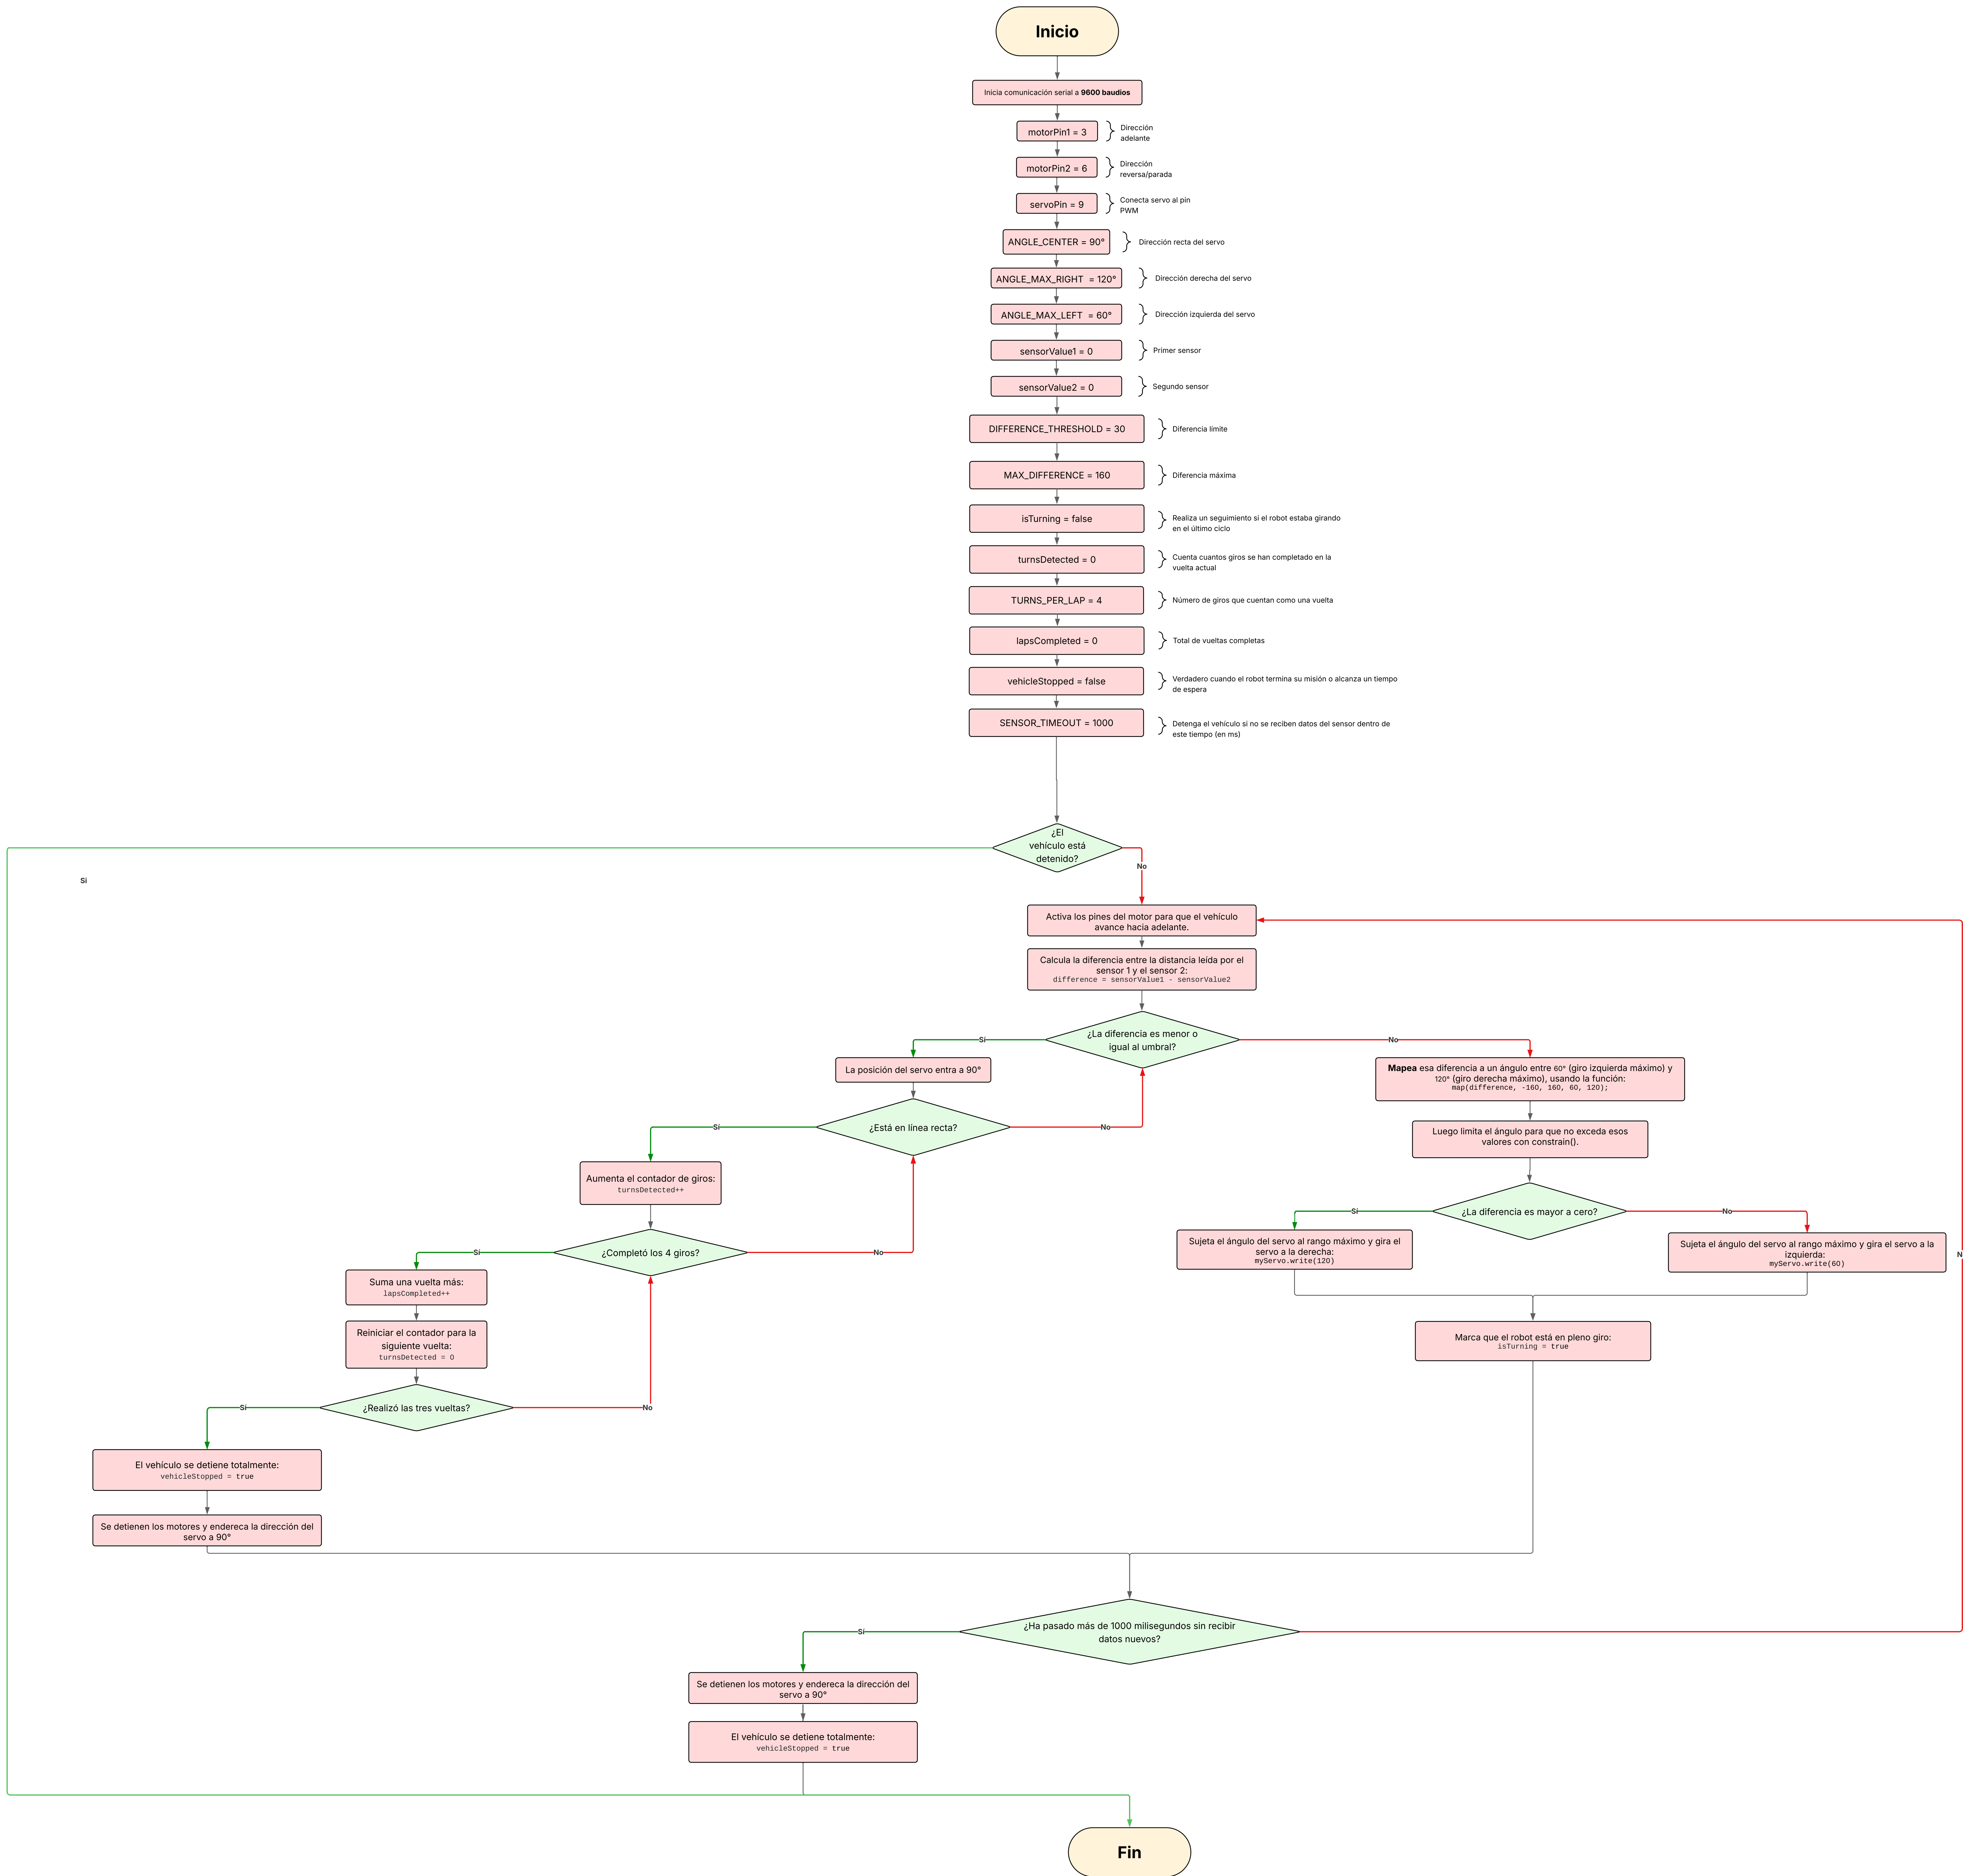 Inicio
Inicia comunicación serial a 9600 baudios
motorPin1 = 3
Dirección
adelante
motorPin2 = 6
Dirección
reversa/parada
servoPin = 9
Conecta servo al pin
PWM
ANGLE_CENTER = 90°
Dirección recta del servo
ANGLE_MAX_RIGHT = 120°
Dirección derecha del servo
ANGLE_MAX_LEFT = 60°
Dirección izquierda del servo
sensorValue1 = 0
Primer sensor
sensorValue2 = 0
Segundo sensor
DIFFERENCE_THRESHOLD = 30
Diferencia límite
MAX_DIFFERENCE = 160
Diferencia máxima
isTurning = false
Realiza un seguimiento si el robot estaba girando
en el último ciclo
turnsDetected = 0
Cuenta cuantos giros se han completado en la
vuelta actual
TURNS_PER_LAP = 4
Número de giros que cuentan como una vuelta
lapsCompleted = 0
Total de vueltas completas
vehicleStopped = false
Verdadero cuando el robot termina su misión o alcanza un tiempo
de espera
SENSOR_TIMEOUT = 1000
Detenga el vehículo si no se reciben datos del sensor dentro de
este tiempo (en ms)
¿El
vehículo está
detenido?
No
Sí
Activa los pines del motor para que el vehículo
avance hacia adelante.
Calcula la diferencia entre la distancia leída por el
sensor 1 y el sensor 2:
difference = sensorValue1 - sensorValue2
¿La diferencia es menor o
igual al umbral?
Sí
No
La posición del servo entra a 90°
Mapea esa diferencia a un ángulo entre 60° (giro izquierda máximo) y
120° (giro derecha máximo), usando la función:
map(difference, -160, 160, 60, 120);
¿Está en línea recta?
Sí
No
Luego limita el ángulo para que no exceda esos
valores con constrain().
Aumenta el contador de giros:
turnsDetected++
¿La diferencia es mayor a cero?
Sí
No
¿Completó los 4 giros?
Sí
No
Sujeta el ángulo del servo al rango máximo y gira el
servo a la derecha:
myServo.write(120)
Sujeta el ángulo del servo al rango máximo y gira el servo a la
izquierda:
myServo.write(60)
N
Suma una vuelta más:
lapsCompleted++
Reiniciar el contador para la
siguiente vuelta:
turnsDetected = 0
Marca que el robot está en pleno giro:
isTurning = true
¿Realizó las tres vueltas?
Sí
No
El vehículo se detiene totalmente:
vehicleStopped = true
Se detienen los motores y endereca la dirección del
servo a 90°
¿Ha pasado más de 1000 milisegundos sin recibir
datos nuevos?
Sí
Se detienen los motores y endereca la dirección del
servo a 90°
El vehículo se detiene totalmente:
vehicleStopped = true
Fin